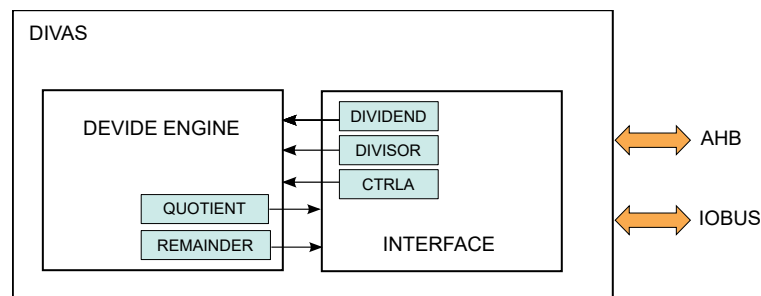 DIVAS
DEVIDE ENGINE
DIVIDEND
DIVISOR
CTRLA
QUOTIENT
REMAINDER
INTERFACE
AHB
IOBUS